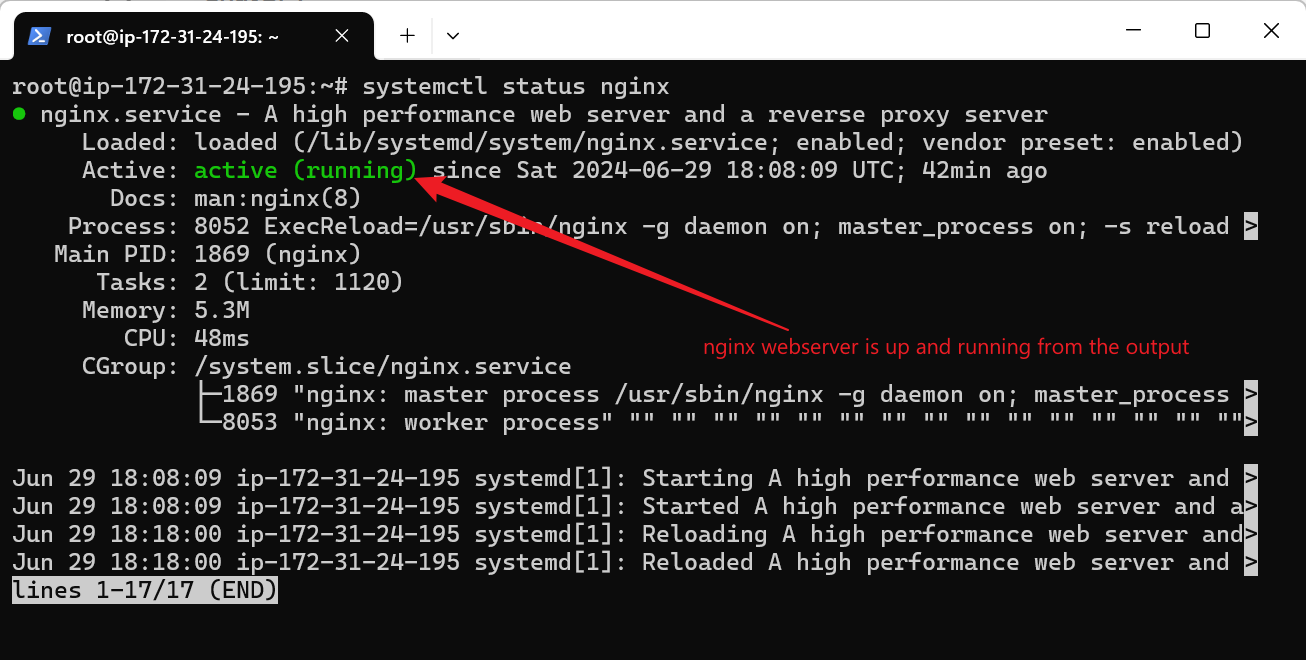 root@ip-172-31-24-195: ~
root@ip-172-31-24-195:~# systemctl status nginx
● nginx.service - A high performance web server and a reverse proxy server
Loaded: loaded (/lib/systemd/system/nginx.service; enabled; vendor preset: enabled)
Active: active (running) since Sat 2024-06-29 18:08:09 UTC; 42min ago
Docs: man:nginx(8)
Process: 8052 ExecReload=/usr/sbin/nginx -g daemon on; master_process on; -s reload >
Main PID: 1869 (nginx)
Tasks: 2 (limit: 1120)
Memory: 5.3M
CPU: 48ms
nginx webserver is up and running from the output
CGroup: /system.slice/nginx.service
├─1869 "nginx: master process /usr/sbin/nginx -g daemon on; master_process >
└─8053 "nginx: worker process" "" "" "" "" "" "" "" "" "" "" "" "" "" "" "">
Jun 29 18:08:09 ip-172-31-24-195 systemd[1]: Starting A high performance web server and >
Jun 29 18:08:09 ip-172-31-24-195 systemd[1]: Started A high performance web server and a>
Jun 29 18:18:00 ip-172-31-24-195 systemd[1]: Reloading A high performance web server and>
Jun 29 18:18:00 ip-172-31-24-195 systemd[1]: Reloaded A high performance web server and >
lines 1-17/17 (END)